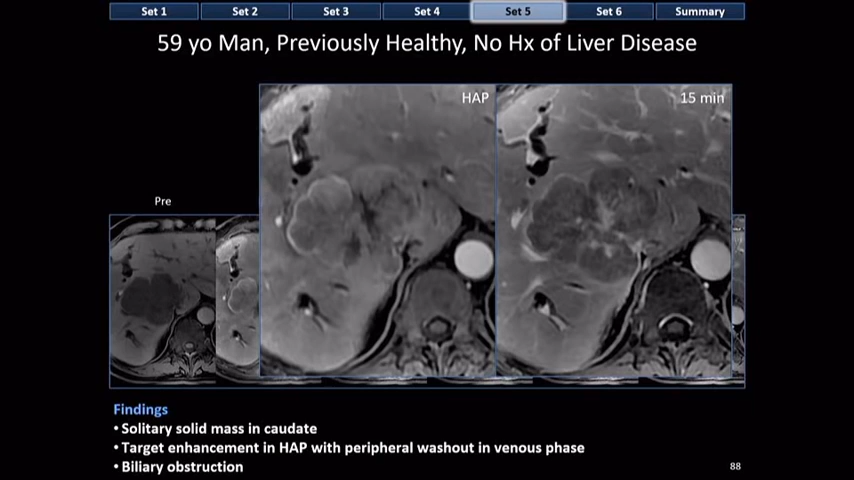 Set 1 Set 2 Set 3 Set 4 Set 5 Set 6 Summary
59 yo Man, Previously Healthy, No Hx of Liver Disease
HAP 15 min
Pre
Findings
• Solitary solid mass in caudate
• Target enhancement in HAP with peripheral washout in venous phase
• Biliary obstruction
88